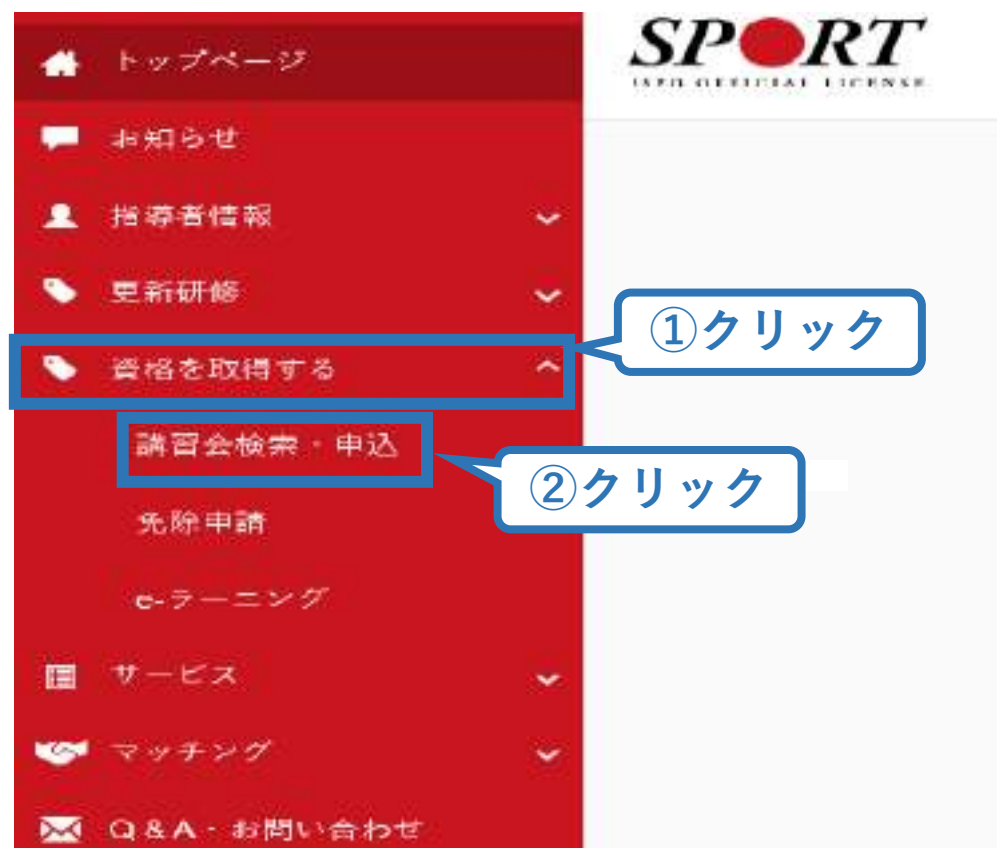 SPORT
JSPO OFFICIAL LICENSE
トップページ
お知らせ
指導者情報
更新研修
①クリック
資格を取得する
講習会検索・申込
②クリック
免除申請
e-ラーニング
サービス
マッチング
Q&A・お問い合わせ